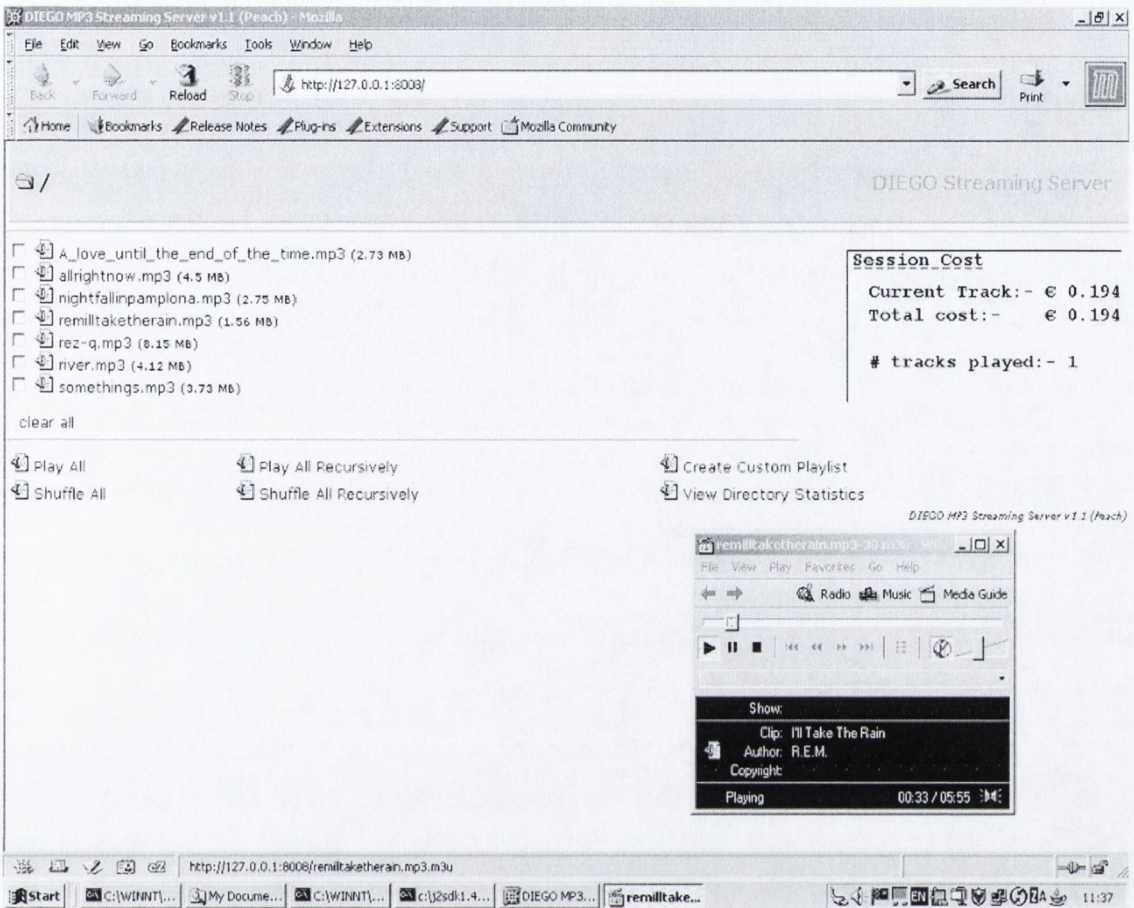 DIEGO MP3 Streaming Server v1.1 (Peach) - Mozilla
File Edit View Go Bookmarks Tools Window Help
Back Forward Reload Stop http://127.0.0.1:8008/ Search Print
Home Bookmarks Release Notes Plug-ins Extensions Support Mozilla Community
/ DIEGO Streaming Server
A_love_until_the_end_of_the_time.mp3 (2.73 MB)
allrightnow.mp3 (4.5 MB)
nightfallinpamplona.mp3 (2.75 MB)
remilltaketherain.mp3 (1.56 MB)
rez-q.mp3 (8.15 MB)
river.mp3 (4.12 MB)
somethings.mp3 (3.73 MB)
clear all
Session Cost
Current Track:- € 0.194
Total cost:- € 0.194
# tracks played:- 1
Play All Play All Recursively Create Custom Playlist
Shuffle All Shuffle All Recursively View Directory Statistics
DIEGO MP3 Streaming Server v1.1 (Peach)
remilltaketherain.mp3-30.m3u - Wi...
File View Play Favorites Go Help
Radio Music Media Guide
Show:
Clip: I'll Take The Rain
Author: R.E.M.
Copyright:
Playing 00:33 / 05:55
http://127.0.0.1:8008/remilltaketherain.mp3.m3u
Start C:\WINNT\... My Docume... C:\WINNT\... c:\j2sdk1.4... DIEGO MP3... remilltake... EN 11:37